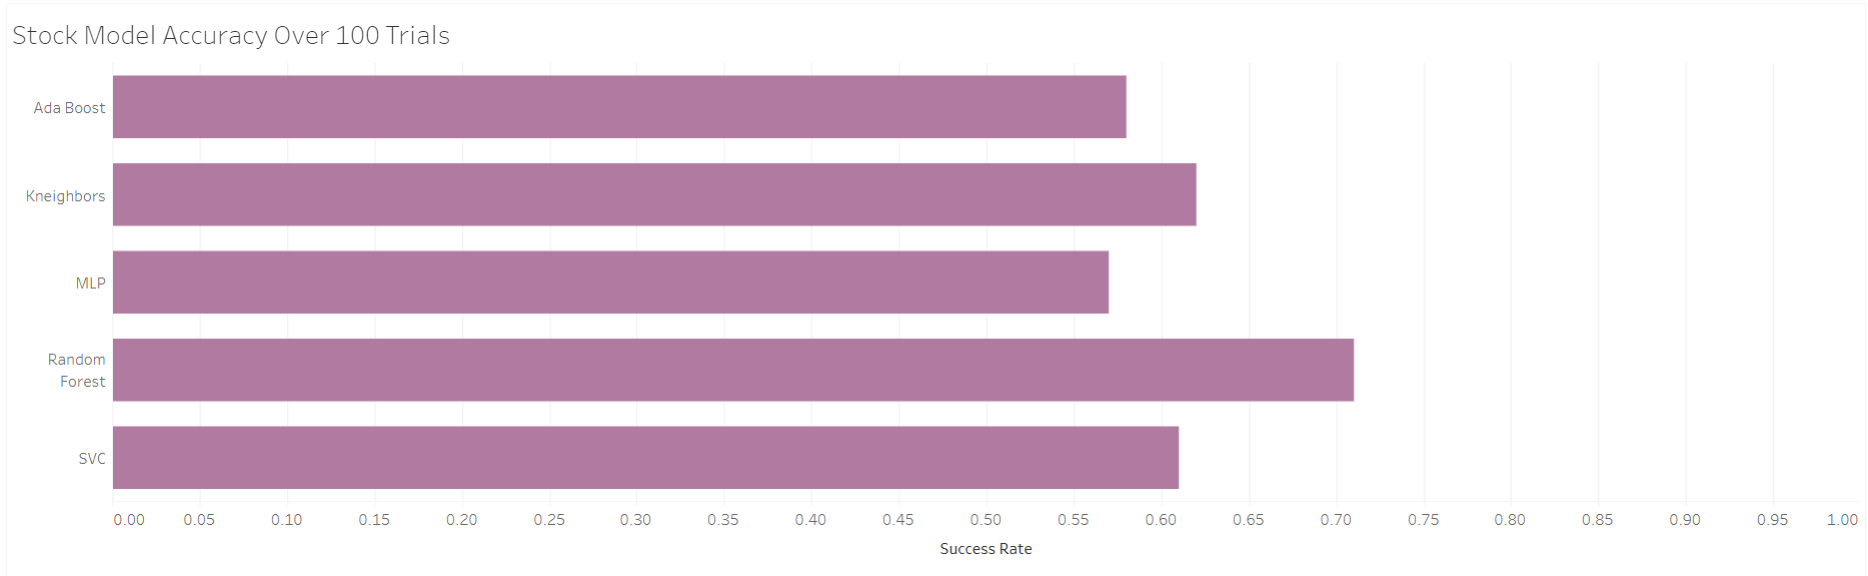 Stock Model Accuracy Over 100 Trials
Ada Boost
Kneighbors
MLP
Random
Forest
SVC
0.00 0.05 0.10 0.15 0.20 0.25 0.30 0.35 0.40 0.45 0.50 0.55 0.60 0.65 0.70 0.75 0.80 0.85 0.90 0.95 1.00
Success Rate